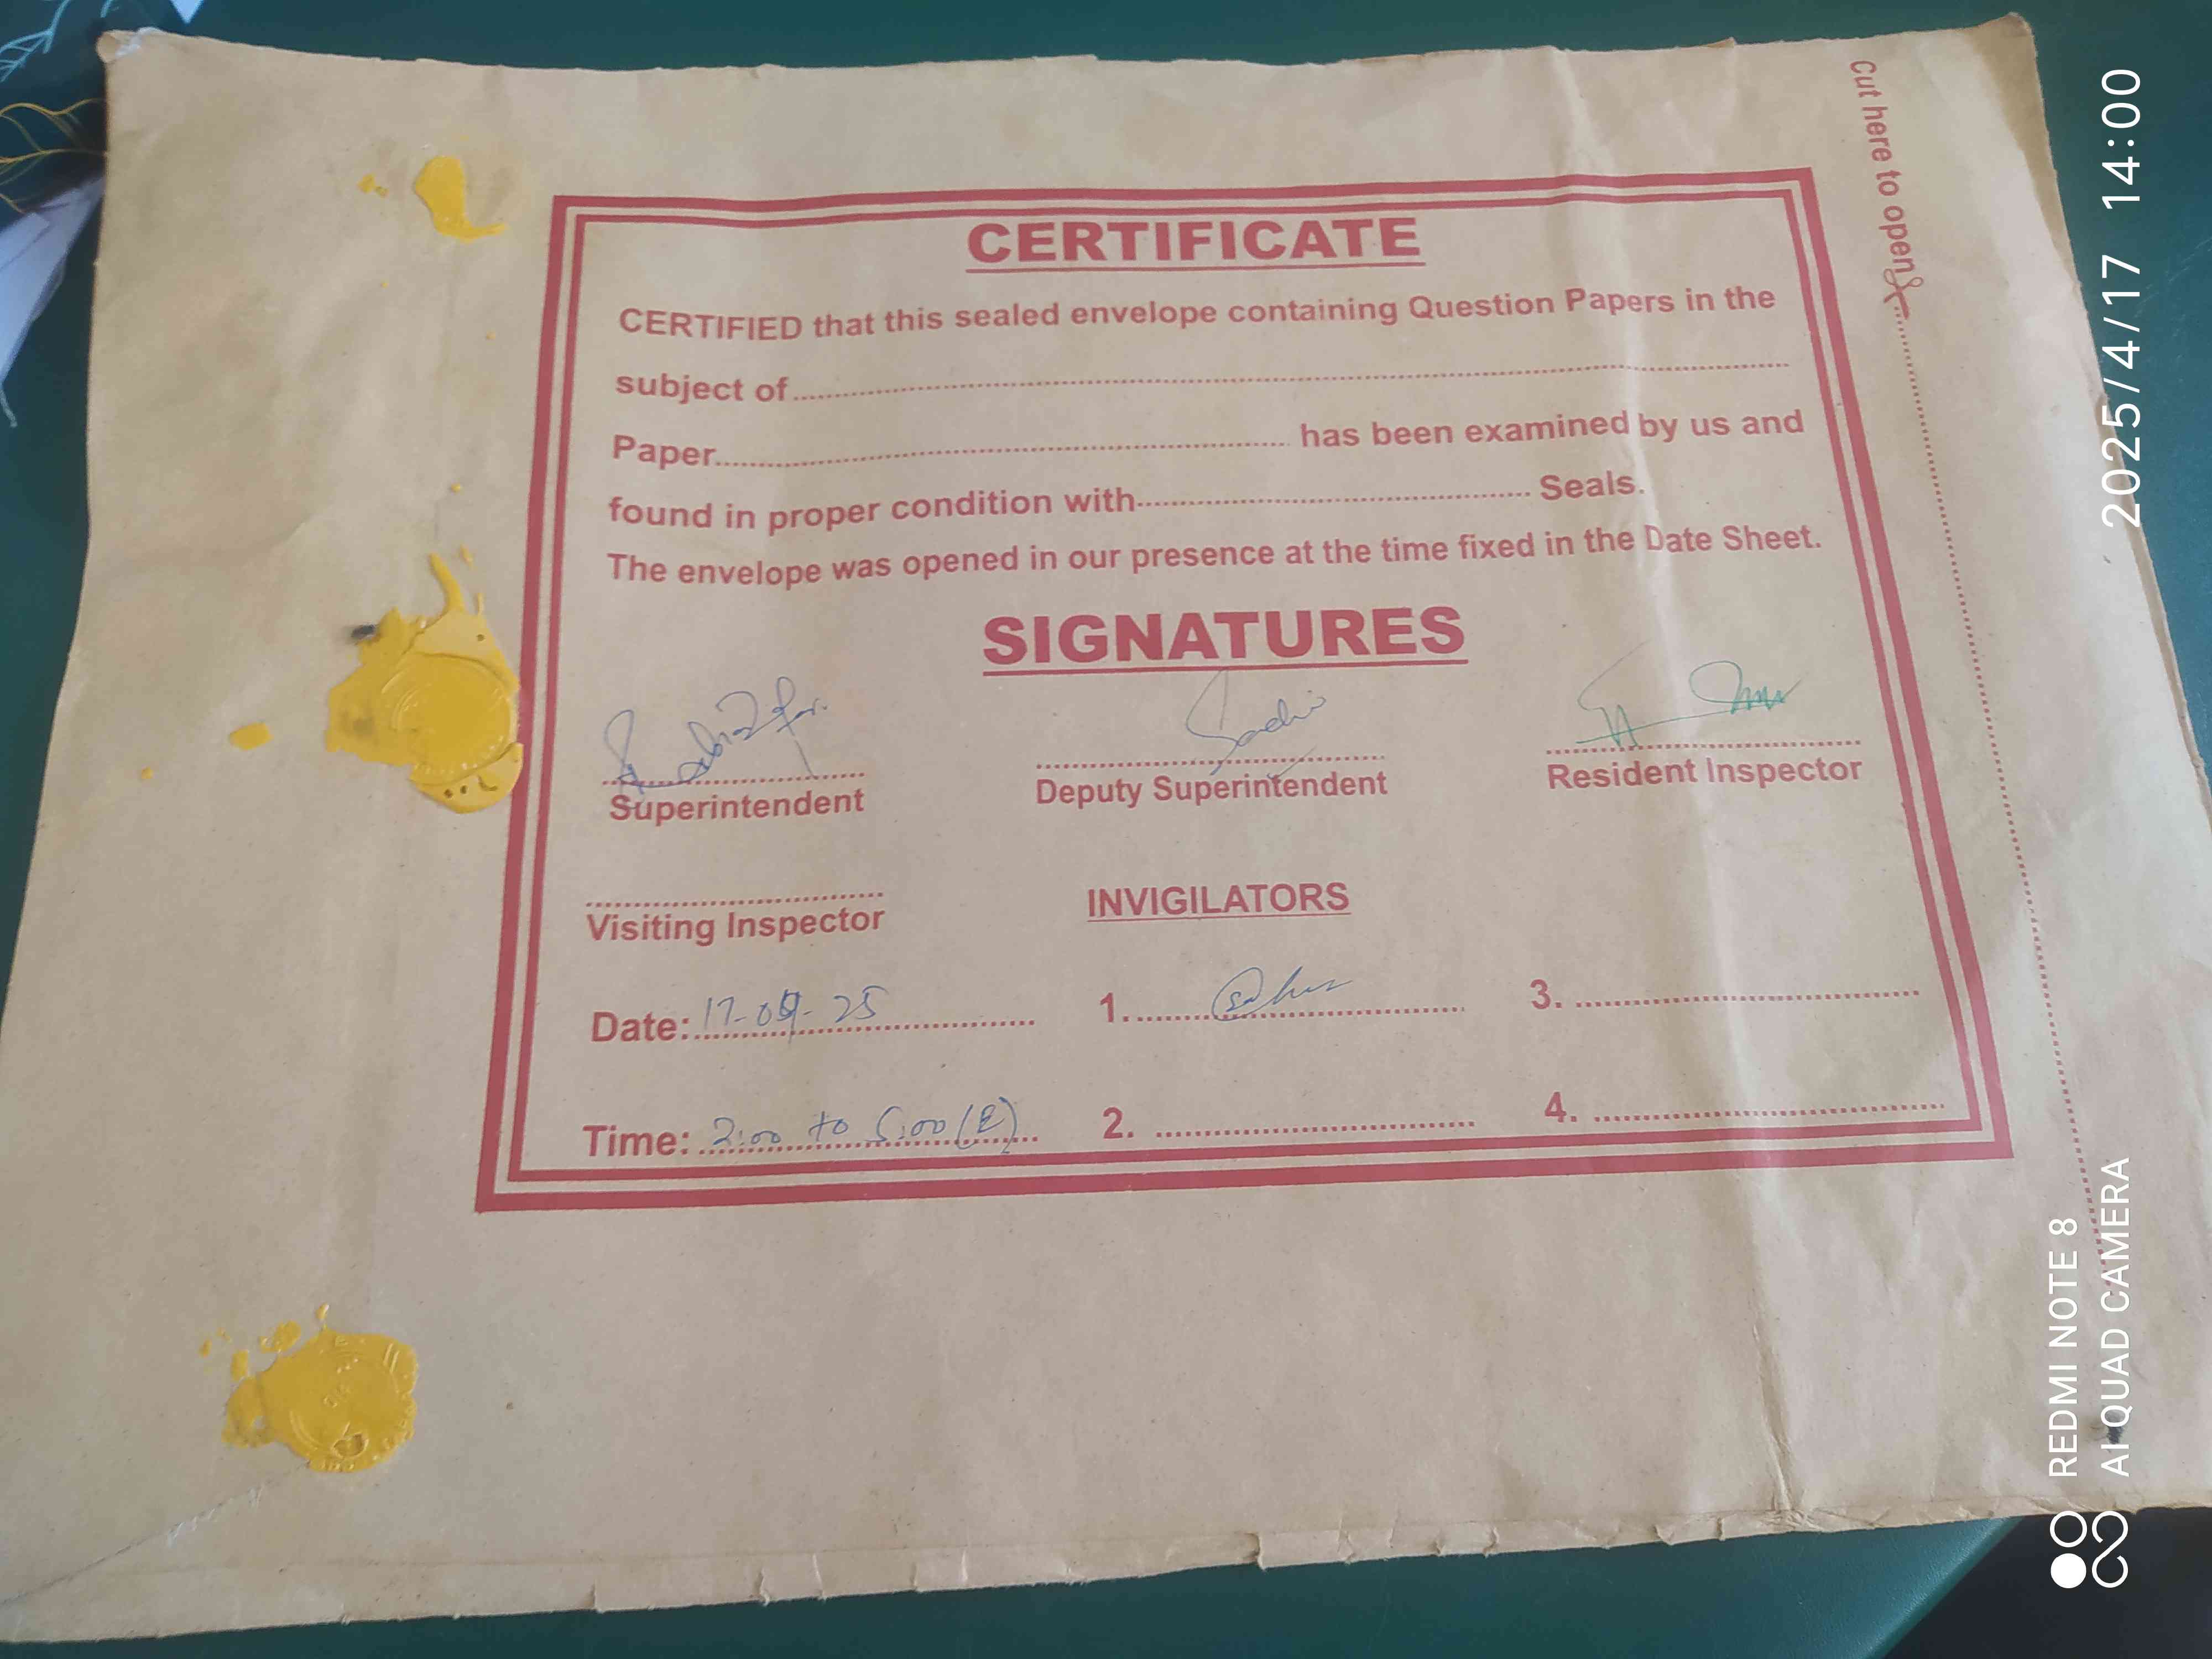 Cut here to open
CERTIFICATE
CERTIFIED that this sealed envelope containing Question Papers in the
subject of
Paper has been examined by us and
found in proper condition with Seals.
The envelope was opened in our presence at the time fixed in the Date Sheet.
SIGNATURES
Superintendent Deputy Superintendent Resident Inspector
Visiting Inspector INVIGILATORS
Date: 17-04-25 1. 3.
Time: 2:00 to 5:00 (E) 2. 4.
2025/4/17 14:00
REDMI NOTE 8
AI QUAD CAMERA